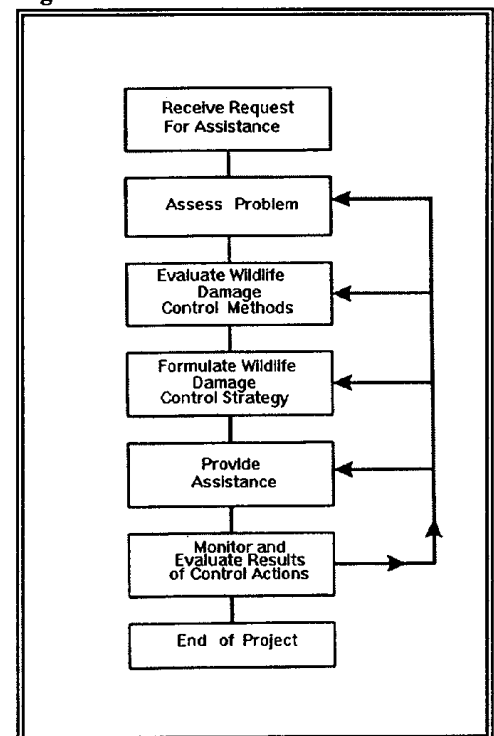 Receive Request
For Assistance
Assess Problem
Evaluate Wildlife
Damage
Control Methods
Formulate Wildlife
Damage
Control Strategy
Provide
Assistance
Monitor and
Evaluate Results
of Control Actions
End of Project